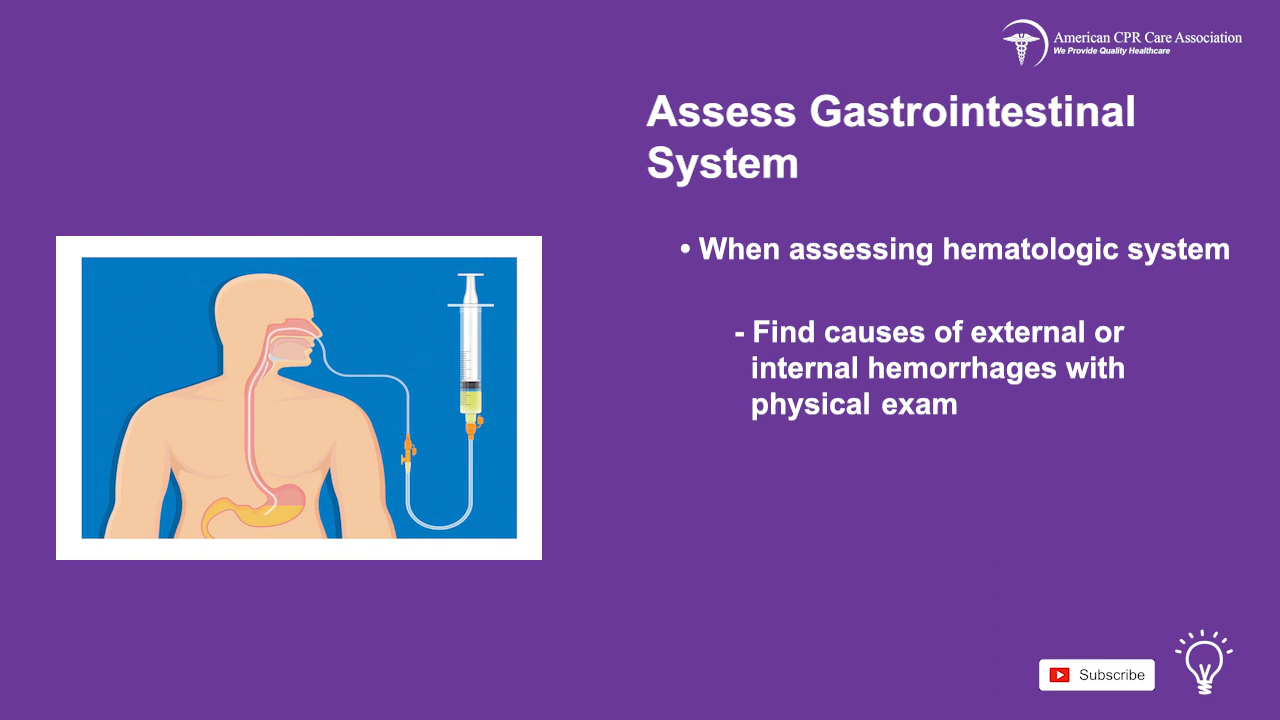 American CPR Care Association
We Provide Quality Healthcare
Assess Gastrointestinal
System
• When assessing hematologic system
- Find causes of external or
internal hemorrhages with
physical exam
Subscribe